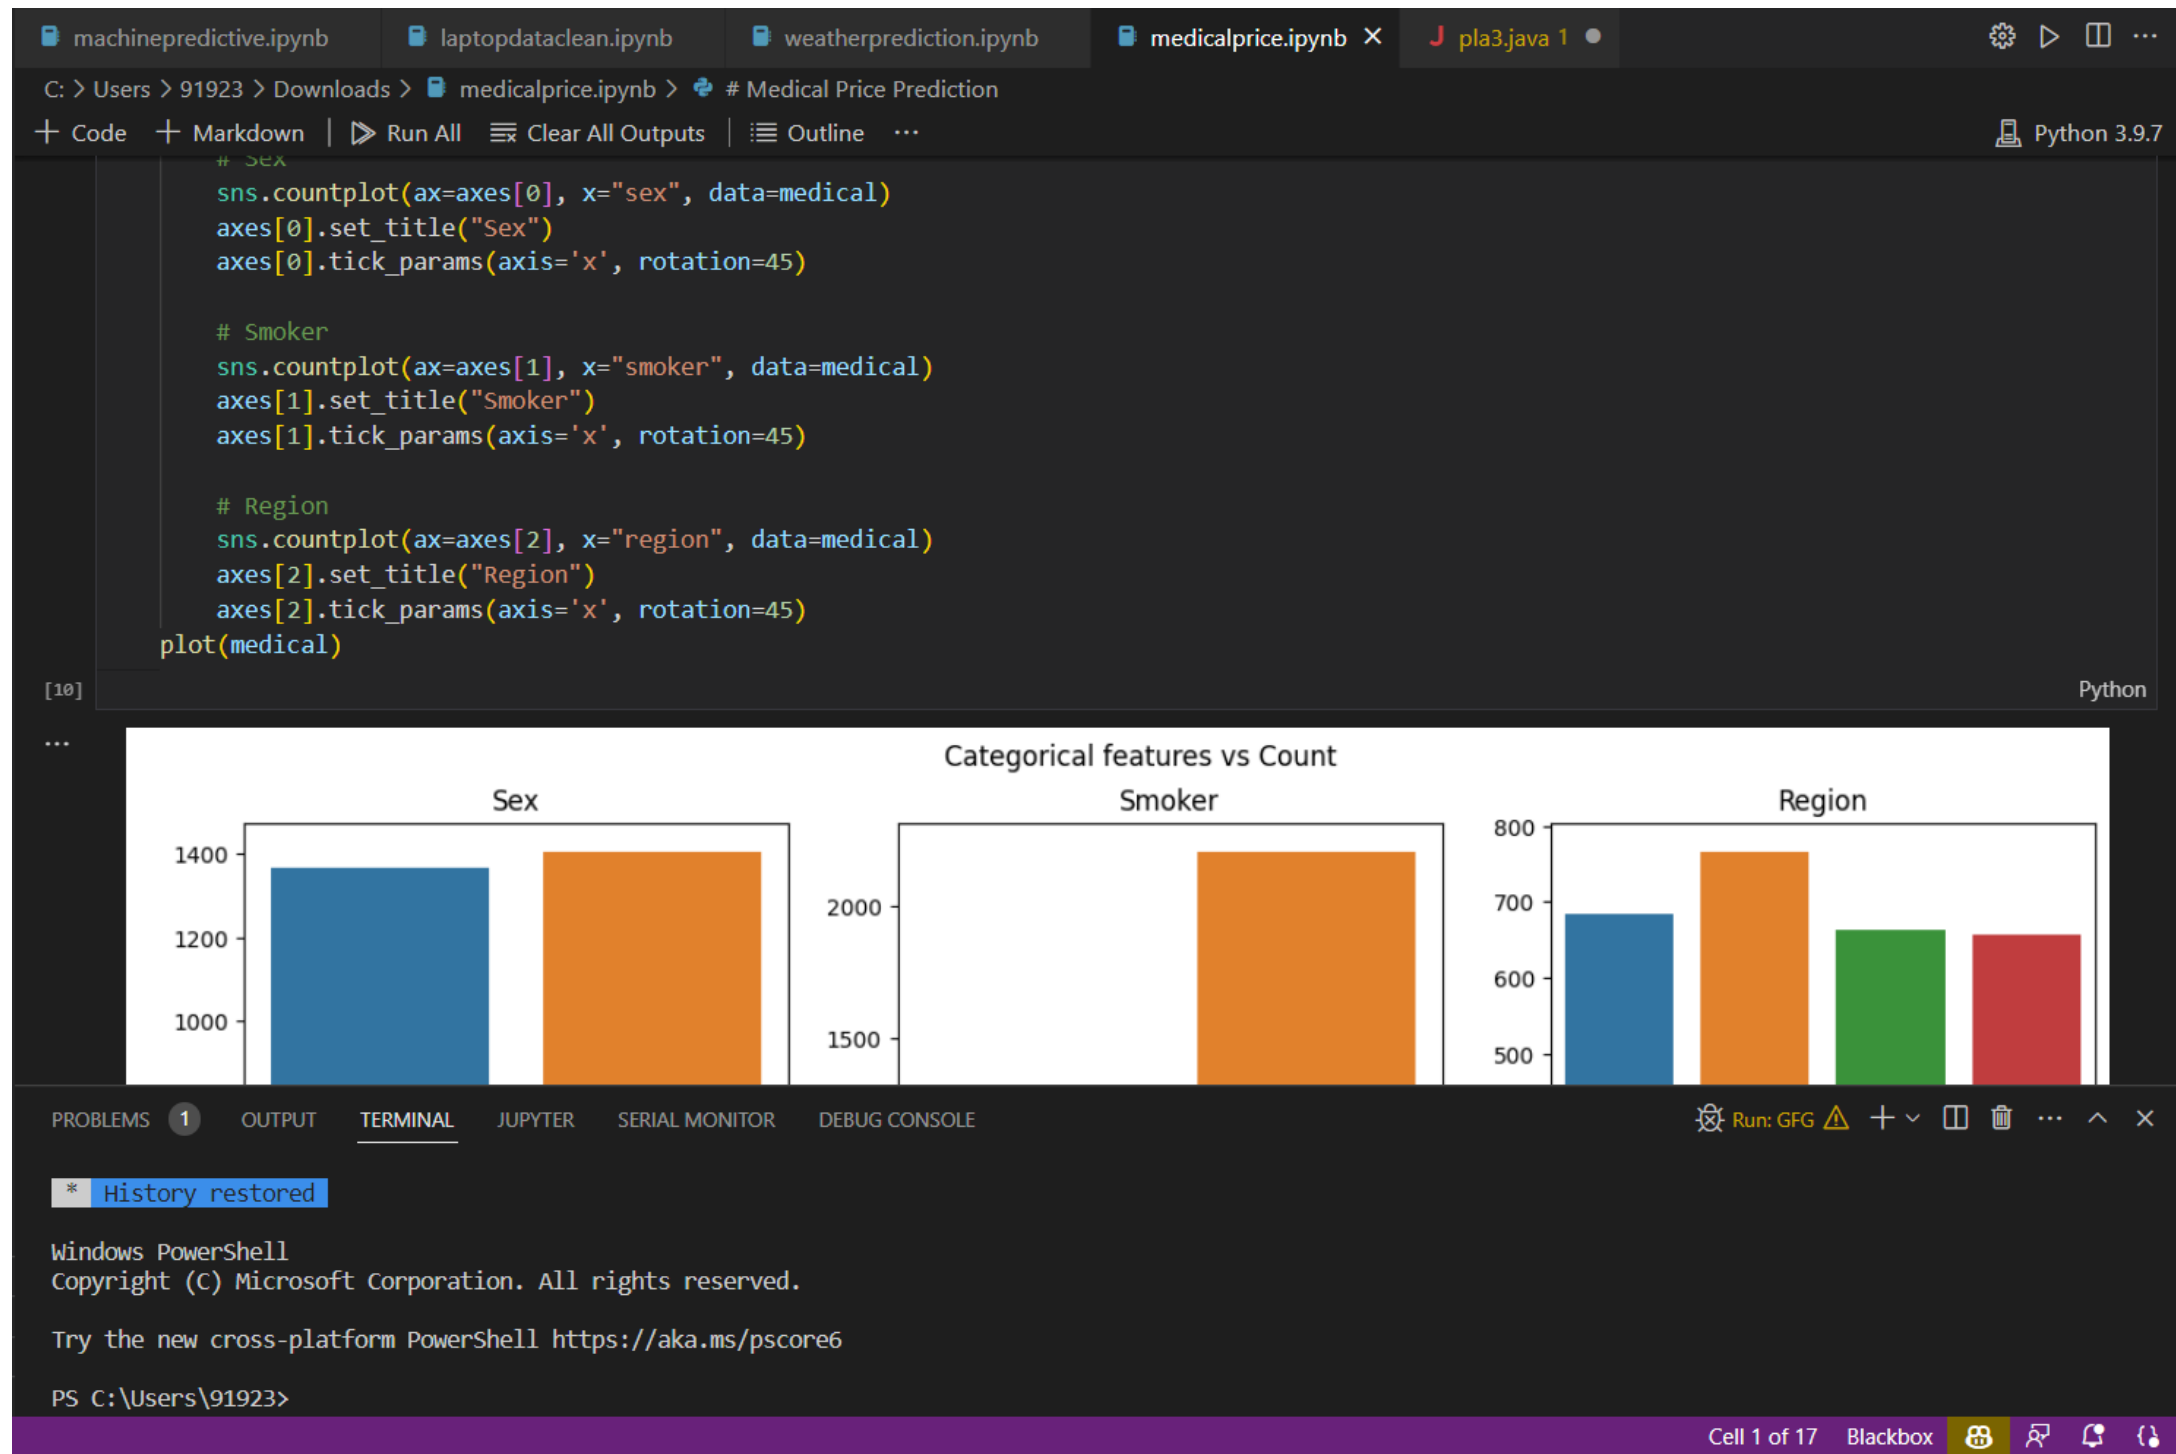 machinepredictive.ipynb laptopdataclean.ipynb weatherprediction.ipynb medicalprice.ipynb pla3.java 1
C: > Users > 91923 > Downloads > medicalprice.ipynb > # Medical Price Prediction
+ Code + Markdown | Run All Clear All Outputs | Outline ... Python 3.9.7
# Sex
sns.countplot(ax=axes[0], x="sex", data=medical)
axes[0].set_title("Sex")
axes[0].tick_params(axis='x', rotation=45)
# Smoker
sns.countplot(ax=axes[1], x="smoker", data=medical)
axes[1].set_title("Smoker")
axes[1].tick_params(axis='x', rotation=45)
# Region
sns.countplot(ax=axes[2], x="region", data=medical)
axes[2].set_title("Region")
axes[2].tick_params(axis='x', rotation=45)
plot(medical)
[10] Python
Categorical features vs Count
Sex Smoker Region
1400
1200
1000
2000
1500
800
700
600
500
PROBLEMS 1 OUTPUT TERMINAL JUPYTER SERIAL MONITOR DEBUG CONSOLE Run: GFG
* History restored
Windows PowerShell
Copyright (C) Microsoft Corporation. All rights reserved.
Try the new cross-platform PowerShell https://aka.ms/pscore6
PS C:\Users\91923>
Cell 1 of 17 Blackbox